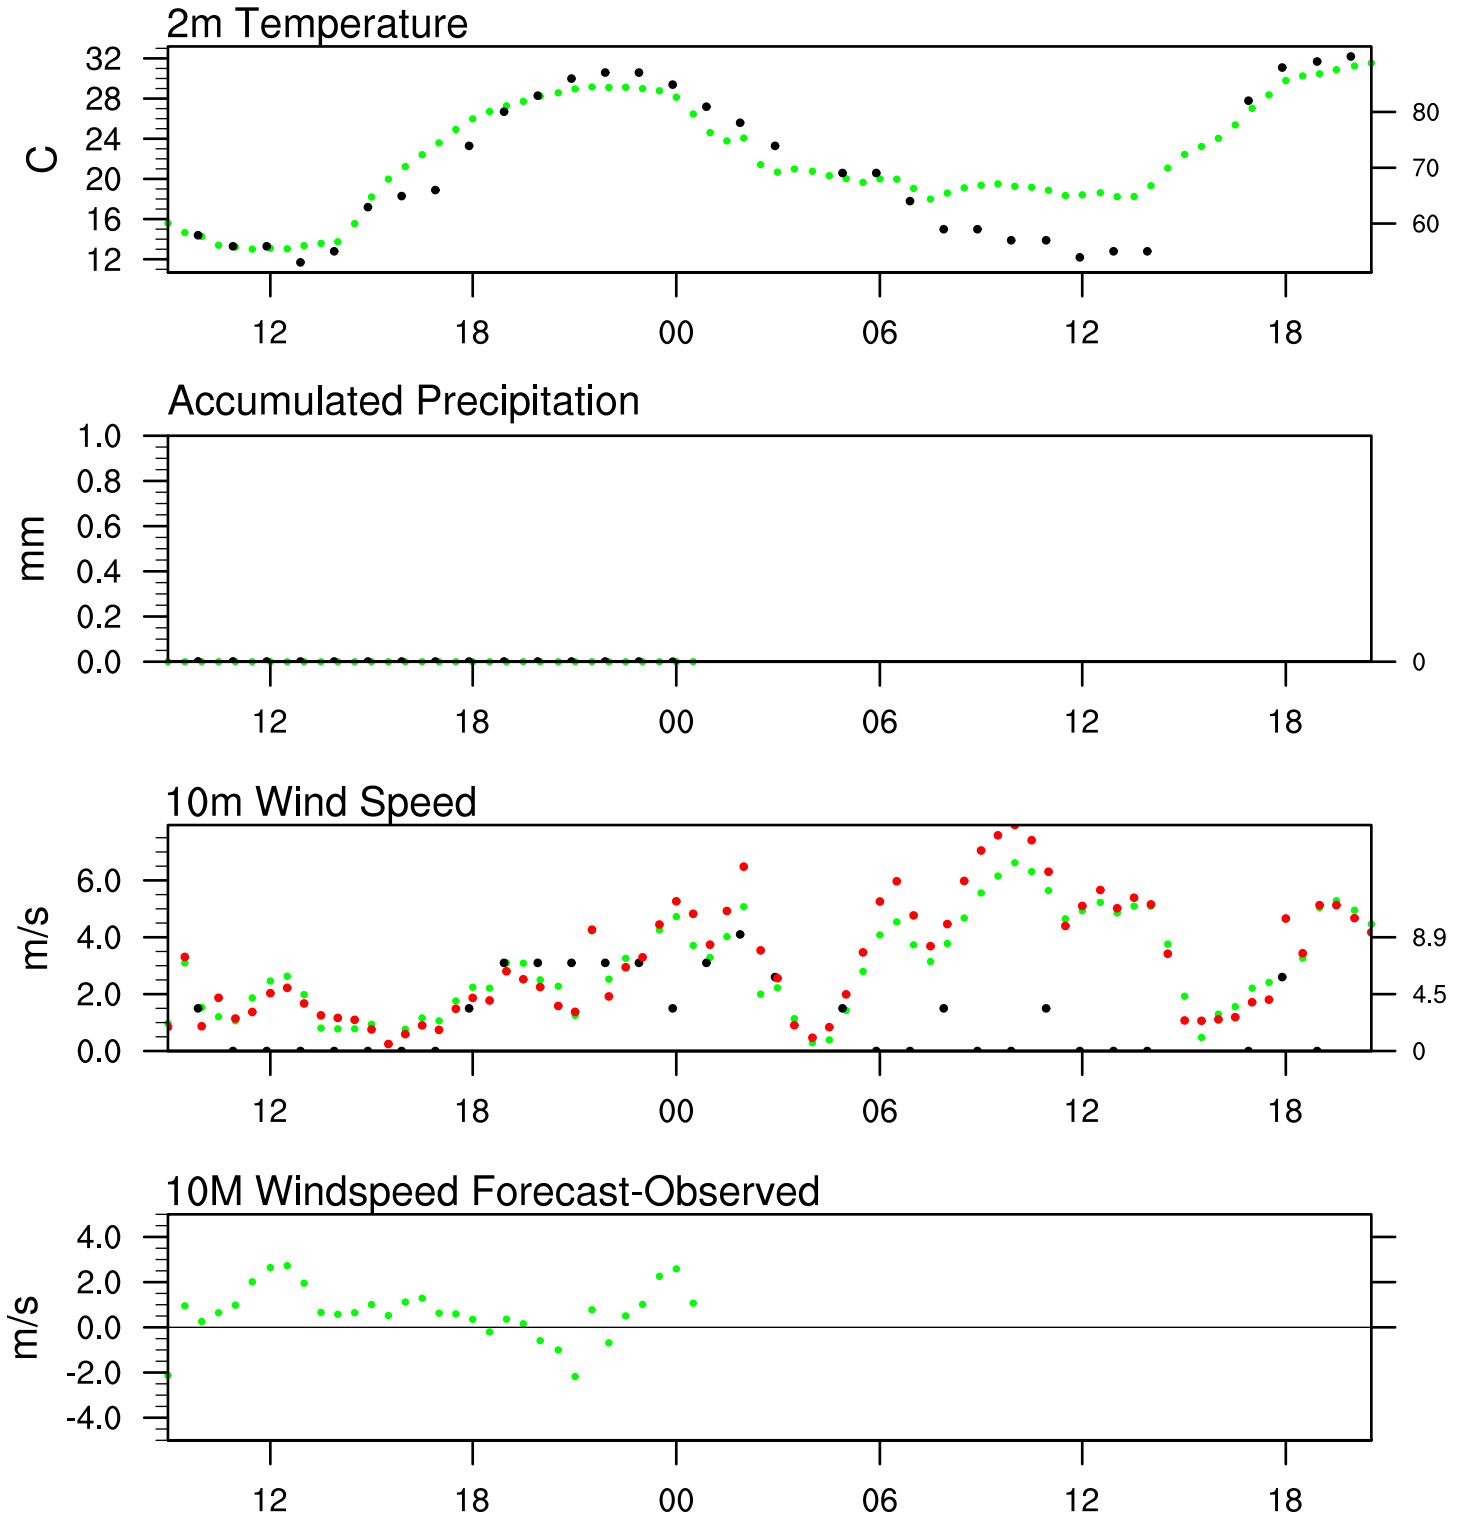 2m Temperature
32
28
24
20
16
12
C
80
70
60
12 18 00 06 12 18
Accumulated Precipitation
1.0
0.8
0.6
0.4
0.2
0.0
mm
0
12 18 00 06 12 18
10m Wind Speed
6.0
4.0
2.0
0.0
m/s
8.9
4.5
0
12 18 00 06 12 18
10M Windspeed Forecast-Observed
4.0
2.0
0.0
-2.0
-4.0
m/s
12 18 00 06 12 18